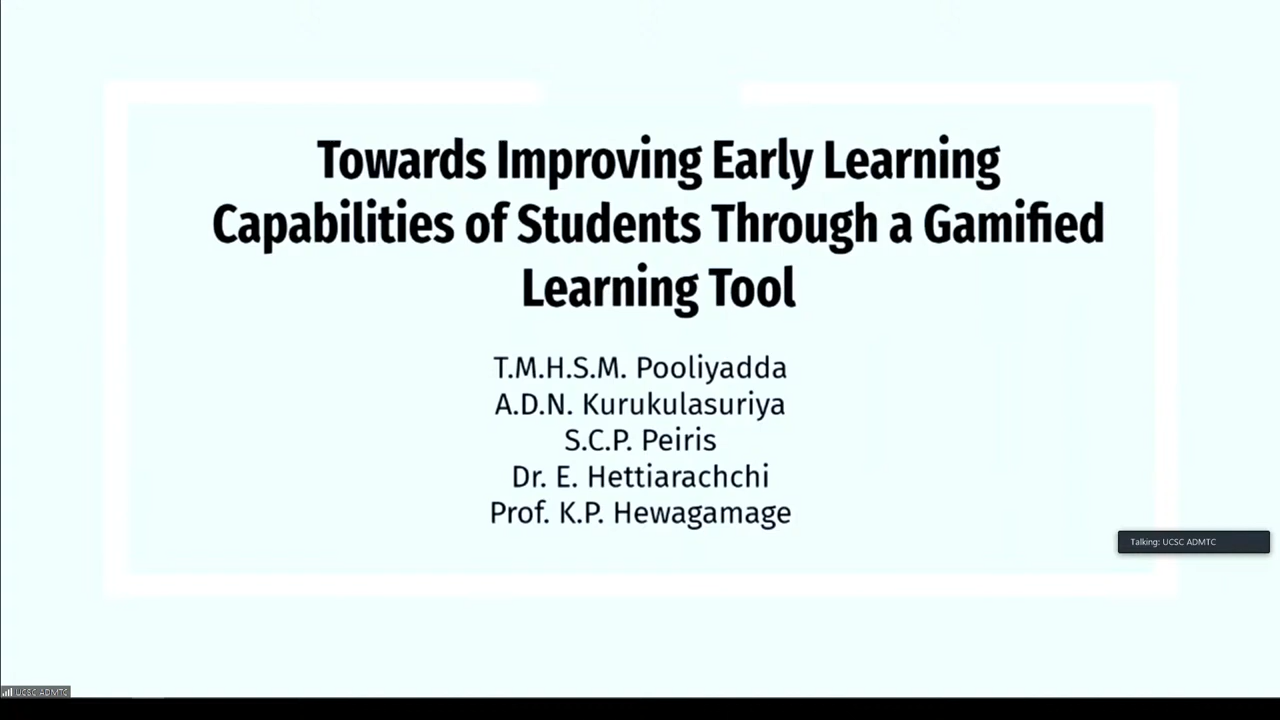 Towards Improving Early Learning
Capabilities of Students Through a Gamified
Learning Tool
T.M.H.S.M. Pooliyadda
A.D.N. Kurukulasuriya
S.C.P. Peiris
Dr. E. Hettiarachchi
Prof. K.P. Hewagamage
Talking: UCSC ADMTC
UCSC ADMTC